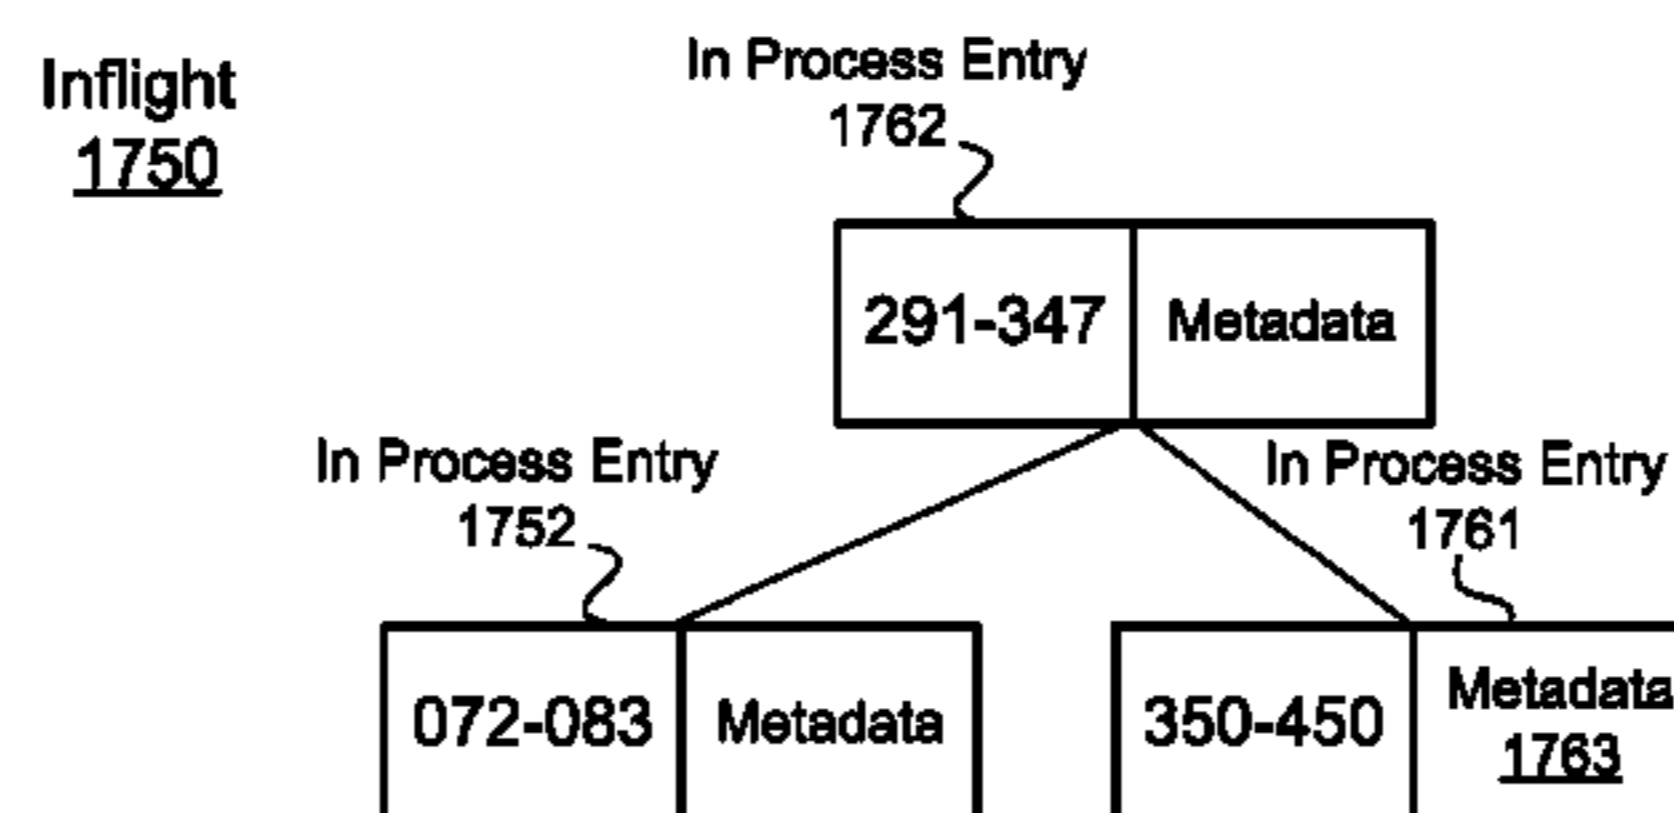 Inflight
1750
In Process Entry
1762
291-347
Metadata
In Process Entry
1752
In Process Entry
1761
072-083
Metadata
350-450
Metadata
1763